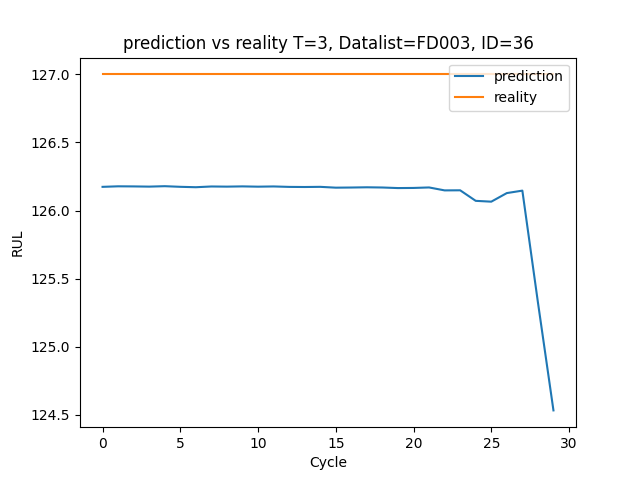 prediction vs reality T=3, Datalist=FD003, ID=36
127.0
126.5
126.0
125.5
125.0
124.5
RUL
prediction
reality
0 5 10 15 20 25 30
Cycle